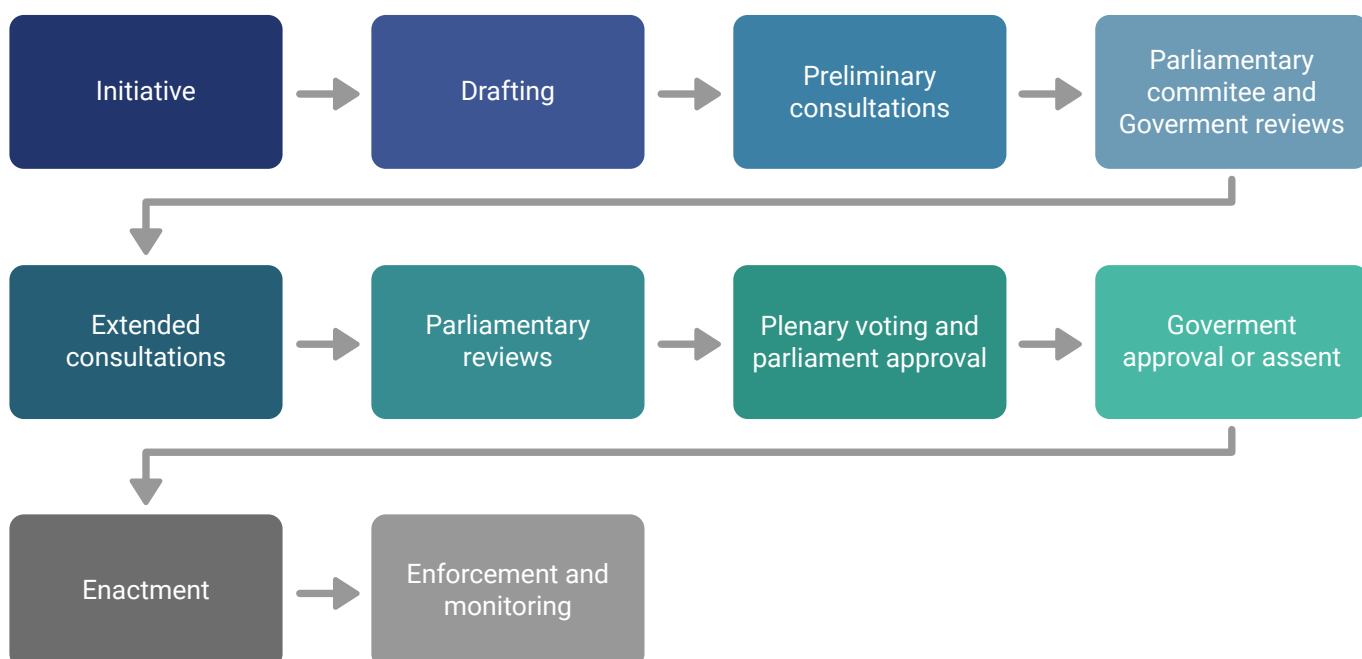 Initiative
Drafting
Preliminary
consultations
Parliamentary
commitee and
Goverment reviews
Extended
consultations
Parliamentary
reviews
Plenary voting and
parliament approval
Goverment
approval or assent
Enactment
Enforcement and
monitoring